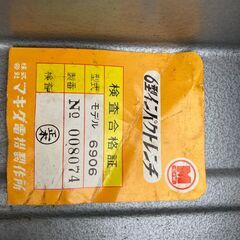 6型インパクトレンチ
M
検査合格証
型式 モデル 6906
製番 No 008074
検印
株式会社 マキタ電機製作所